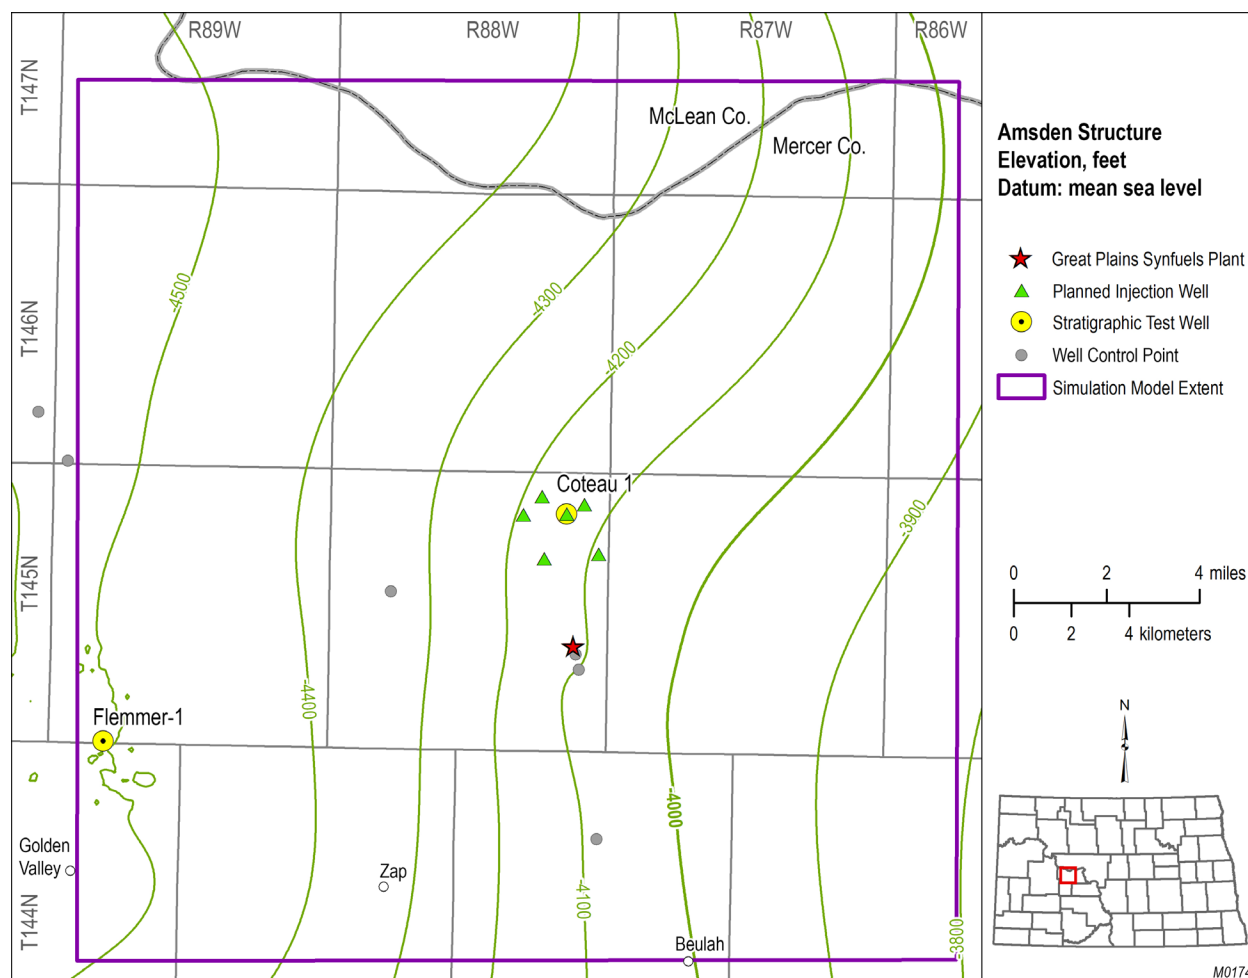 R89W
R88W
R87W
R86W
T147N
McLean Co.
Mercer Co.
-4500
-4300
T146N
-4200
Coteau 1
-3900
T145N
-4400
Flemmer-1
-4000
Golden
Valley
Zap
-4100
T144N
Beulah
-3800
Amsden Structure
Elevation, feet
Datum: mean sea level
Great Plains Synfuels Plant
Planned Injection Well
Stratigraphic Test Well
Well Control Point
Simulation Model Extent
0 2 4 miles
0 2 4 kilometers
N
M0174